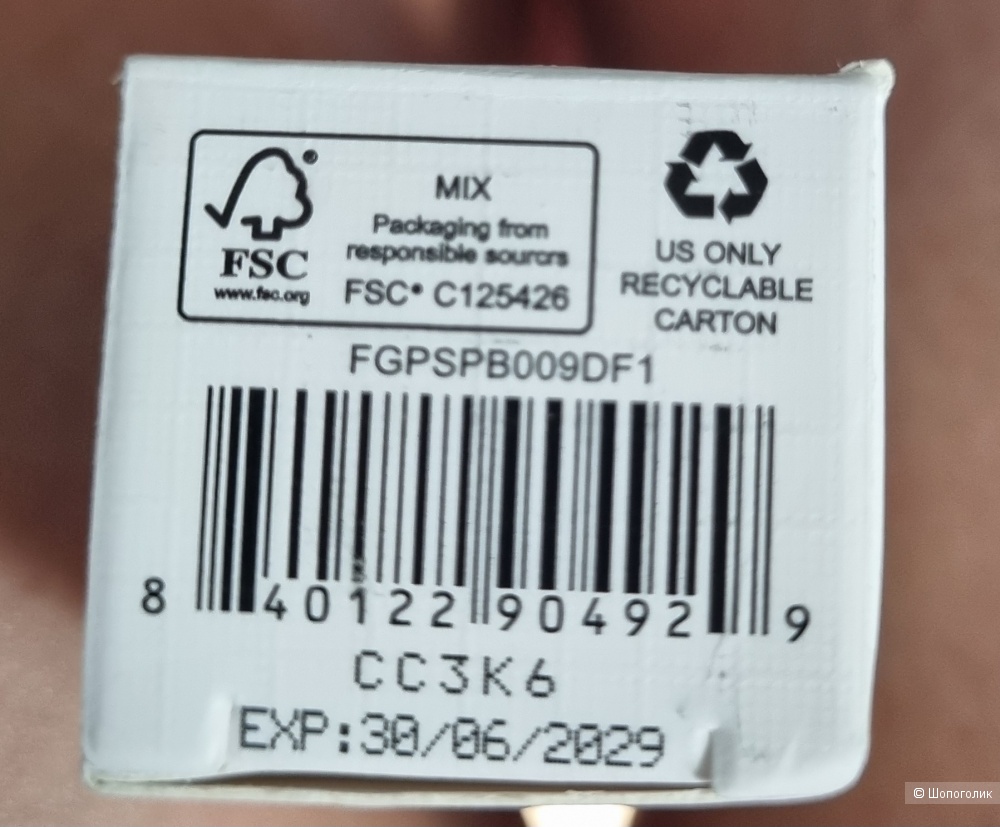 MIX
Packaging from
responsible sourcrs
FSC® C125426
FSC
www.fsc.org
US ONLY
RECYCLABLE
CARTON
FGPSPB009DF1
8 40122 90492 9
CC3K6
EXP:30/06/2029
© Шопоголик